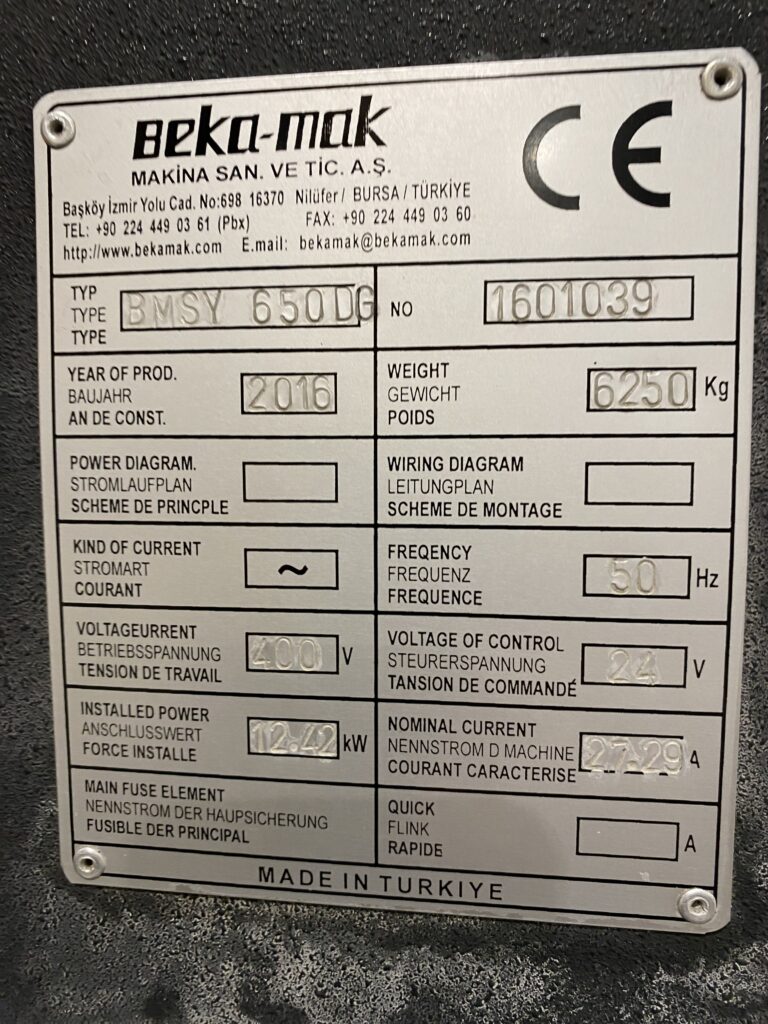 Beka-mak
MAKİNA SAN. VE TİC. A.Ş.
Başköy İzmir Yolu Cad. No:698 16370 Nilüfer / BURSA / TÜRKİYE
TEL: +90 224 449 03 61 (Pbx) FAX: +90 224 449 03 60
http://www.bekamak.com E.mail: bekamak@bekamak.com
CE
TYP
TYPE
TYPE
BMSY 650DG
NO
1601039
YEAR OF PROD.
BAUJAHR
AN DE CONST.
2016
WEIGHT
GEWICHT
POIDS
6250 Kg
POWER DIAGRAM.
STROMLAUFPLAN
SCHEME DE PRINCPLE
WIRING DIAGRAM
LEITUNGPLAN
SCHEME DE MONTAGE
KIND OF CURRENT
STROMART
COURANT
~
FREQENCY
FREQUENZ
FREQUENCE
50 Hz
VOLTAGEURRENT
BETRIEBSSPANNUNG
TENSION DE TRAVAIL
400 V
VOLTAGE OF CONTROL
STEURERSPANNUNG
TANSION DE COMMANDÉ
24 V
INSTALLED POWER
ANSCHLUSSWERT
FORCE INSTALLE
12.42 kW
NOMINAL CURRENT
NENNSTROM D MACHINE
COURANT CARACTERISE
27.29 A
MAIN FUSE ELEMENT
NENNSTROM DER HAUPSICHERUNG
FUSIBLE DER PRINCIPAL
QUICK
FLINK
RAPIDE
A
MADE IN TURKIYE